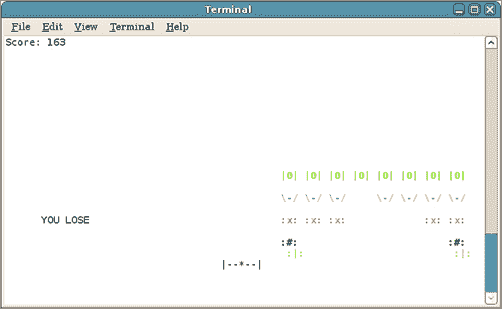 Terminal
File Edit View Terminal Help
Score: 163
|0| |0| |0| |0| |0| |0| |0| |0|
\-/ \-/ \-/     \-/ \-/ \-/ \-/
YOU LOSE :x: :x: :x:             :x: :x:
:#:                         :#:
:|:                         :|:
|--*--|